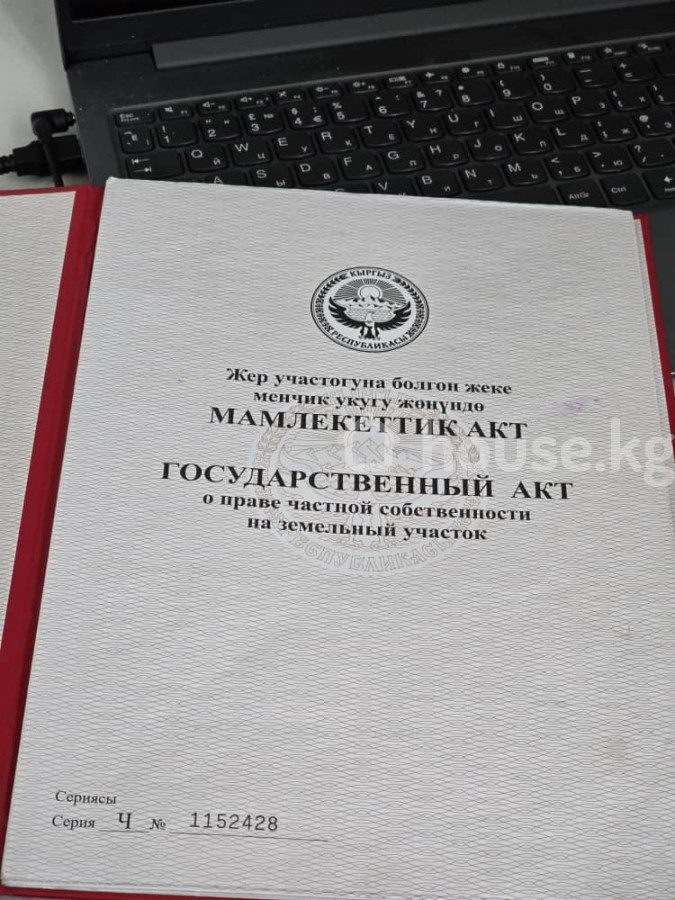 КЫРГЫЗ
РЕСПУБЛИКАСЫ
Жер участогуна болгон жеке
менчик укугу жөнүндө
МАМЛЕКЕТТИК АКТ
house.kg
ГОСУДАРСТВЕННЫЙ АКТ
о праве частной собственности
на земельный участок
РЕСПУБЛИКАСЫ
Сериясы
Серия Ч № 1152428